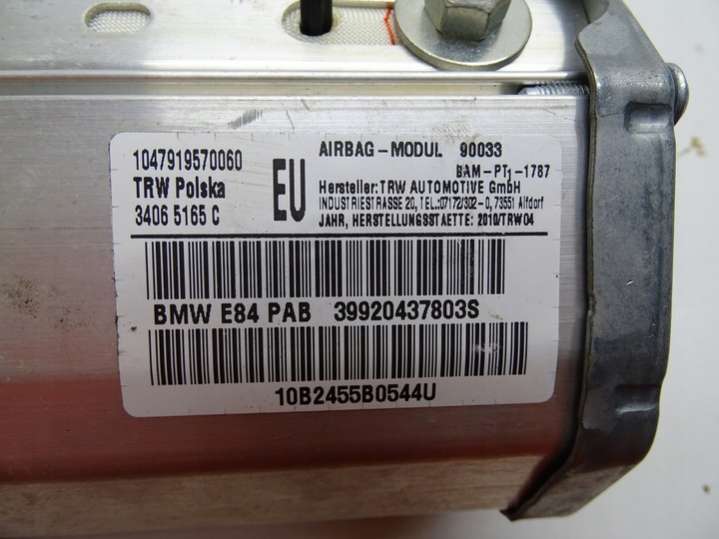 1047919570060
TRW Polska
3406 5165 C
EU
AIRBAG-MODUL 90033
BAM-PT1-1787
Hersteller: TRW AUTOMOTIVE GmbH
INDUSTRIESTRASSE 20, TEL.:07172/302-0, 73551 Alfdorf
JAHR, HERSTELLUNGSSTAETTE: 2010/TRW04
BMW E84 PAB 39920437803S
10B2455B0544U